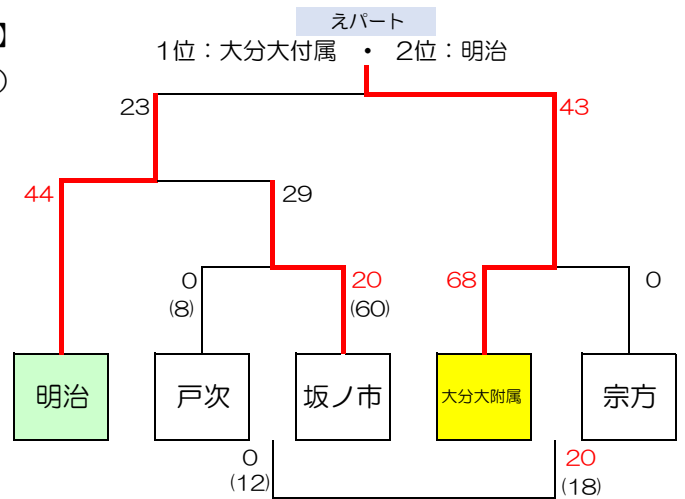 】
えパート
1位：大分大付属 ・ 2位：明治
）
23
43
44
29
0
20
68
0
(8)
(60)
明治
戸次
坂ノ市
大分大附属
宗方
0
20
(12)
(18)